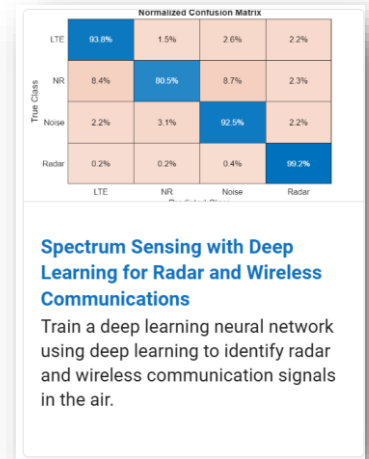 Normalized Confusion Matrix
LTE 93.8% 1.5% 2.6% 2.2%
NR 8.4% 80.5% 8.7% 2.3%
Noise 2.2% 3.1% 92.5% 2.2%
Radar 0.2% 0.2% 0.4% 99.2%
True Class
LTE NR Noise Radar
Predicted Class
Spectrum Sensing with Deep
Learning for Radar and Wireless
Communications
Train a deep learning neural network
using deep learning to identify radar
and wireless communication signals
in the air.